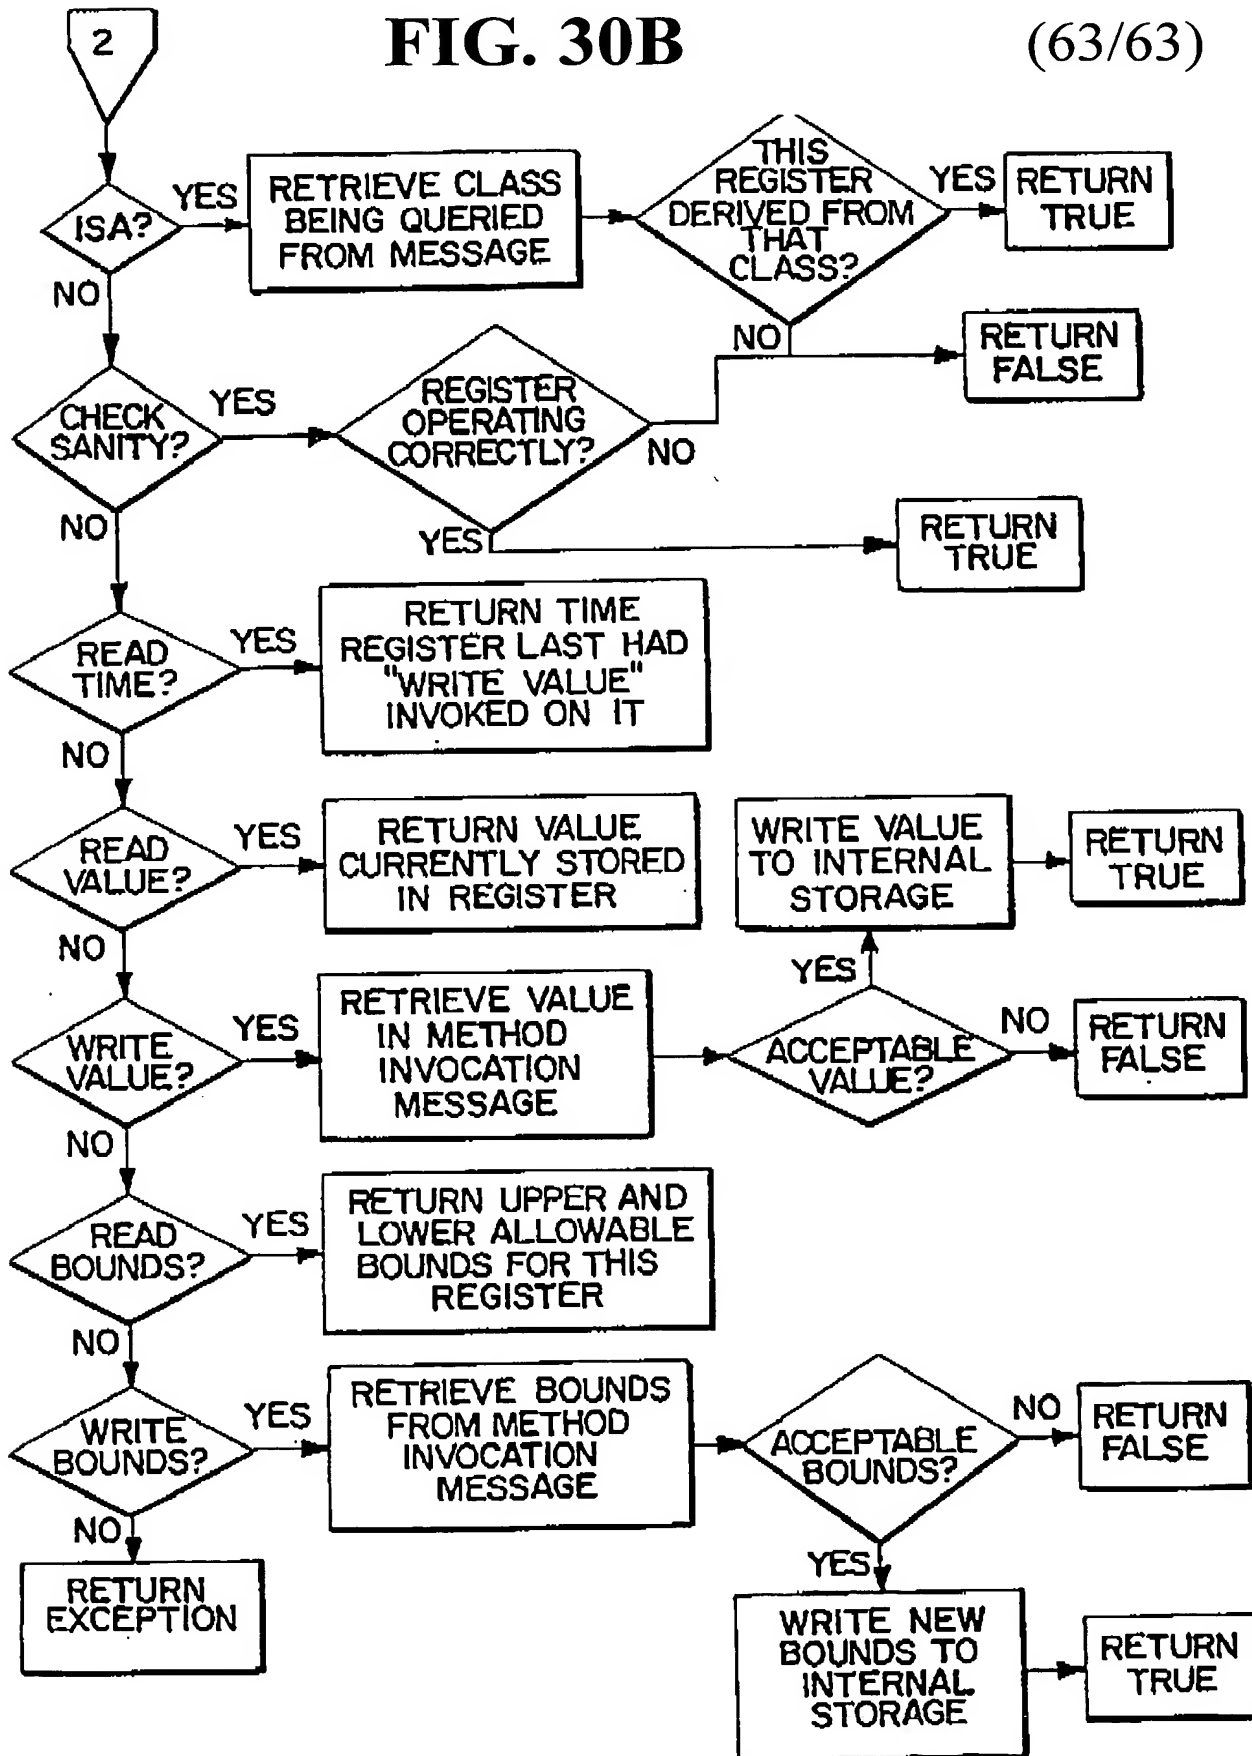 FIG. 30B
(63/63)
2
ISA?
YES
RETRIEVE CLASS
BEING QUERIED
FROM MESSAGE
THIS
REGISTER
DERIVED FROM
THAT
CLASS?
YES
RETURN
TRUE
NO
NO
RETURN
FALSE
CHECK
SANITY?
YES
REGISTER
OPERATING
CORRECTLY?
NO
NO
YES
RETURN
TRUE
READ
TIME?
YES
RETURN TIME
REGISTER LAST HAD
"WRITE VALUE"
INVOKED ON IT
NO
READ
VALUE?
YES
RETURN VALUE
CURRENTLY STORED
IN REGISTER
WRITE VALUE
TO INTERNAL
STORAGE
RETURN
TRUE
NO
YES
WRITE
VALUE?
YES
RETRIEVE VALUE
IN METHOD
INVOCATION
MESSAGE
ACCEPTABLE
VALUE?
NO
RETURN
FALSE
NO
READ
BOUNDS?
YES
RETURN UPPER AND
LOWER ALLOWABLE
BOUNDS FOR THIS
REGISTER
NO
WRITE
BOUNDS?
YES
RETRIEVE BOUNDS
FROM METHOD
INVOCATION
MESSAGE
ACCEPTABLE
BOUNDS?
NO
RETURN
FALSE
NO
YES
RETURN
EXCEPTION
WRITE NEW
BOUNDS TO
INTERNAL
STORAGE
RETURN
TRUE